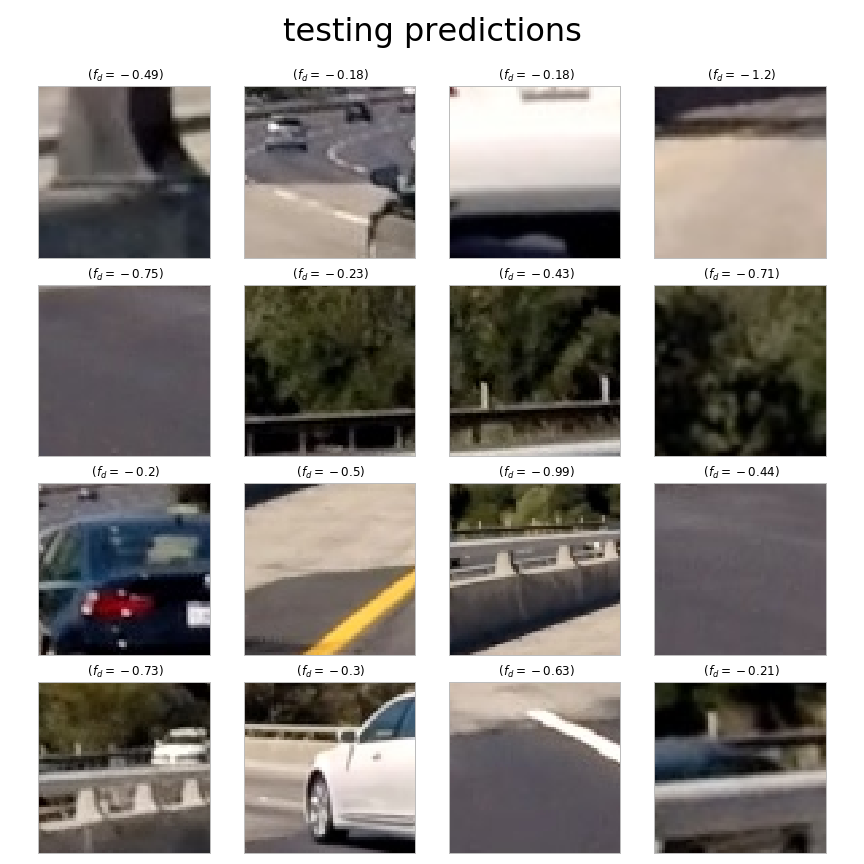 testing predictions
(f_d = −0.49) (f_d = −0.18) (f_d = −0.18) (f_d = −1.2)
(f_d = −0.75) (f_d = −0.23) (f_d = −0.43) (f_d = −0.71)
(f_d = −0.2) (f_d = −0.5) (f_d = −0.99) (f_d = −0.44)
(f_d = −0.73) (f_d = −0.3) (f_d = −0.63) (f_d = −0.21)